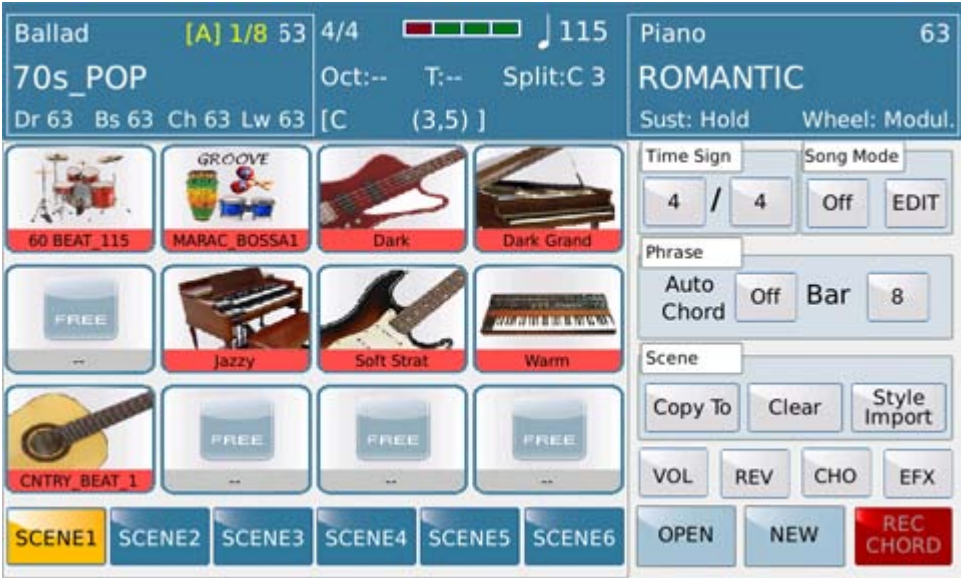 Ballad [A] 1/8 63
70s_POP
Dr 63 Bs 63 Ch 63 Lw 63
4/4 115
Oct:-- T:-- Split:C 3
[C (3,5) ]
Piano 63
ROMANTIC
Sust: Hold Wheel: Modul.
GROOVE
60 BEAT_115 MARAC_BOSSA1 Dark Dark Grand
FREE
-- Jazzy Soft Strat Warm
FREE FREE FREE
CNTRY_BEAT_1 -- -- --
SCENE1 SCENE2 SCENE3 SCENE4 SCENE5 SCENE6
Time Sign Song Mode
4 / 4 Off EDIT
Phrase
Auto
Chord Off Bar 8
Scene
Copy To Clear Style
Import
VOL REV CHO EFX
OPEN NEW REC
CHORD